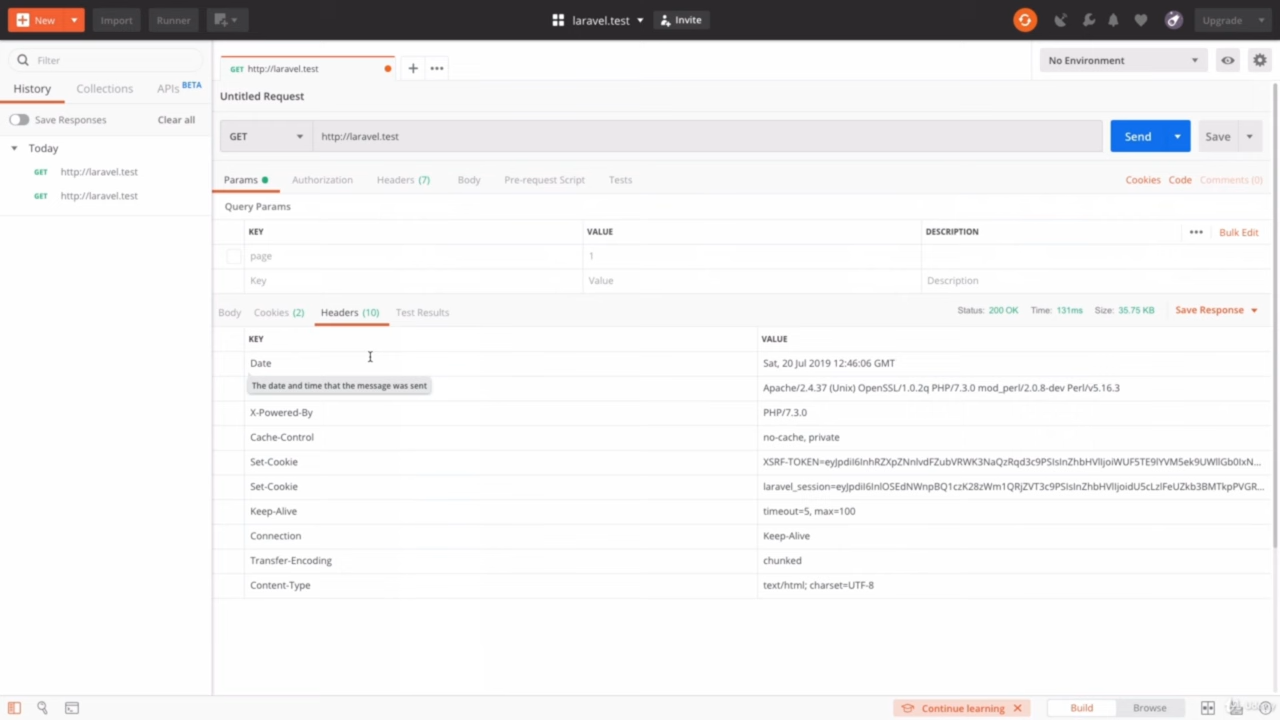 New
Import
Runner
laravel.test
Invite
Upgrade
Filter
History
Collections
APIs BETA
Save Responses
Clear all
Today
GET http://laravel.test
GET http://laravel.test
GET http://laravel.test
No Environment
Untitled Request
GET
http://laravel.test
Send
Save
Params
Authorization
Headers (7)
Body
Pre-request Script
Tests
Cookies
Code
Comments (0)
Query Params
KEY VALUE DESCRIPTION
Bulk Edit
page 1
Key Value Description
Body
Cookies (2)
Headers (10)
Test Results
Status: 200 OK
Time: 131ms
Size: 35.75 KB
Save Response
KEY VALUE
Date Sat, 20 Jul 2019 12:46:06 GMT
The date and time that the message was sent
Apache/2.4.37 (Unix) OpenSSL/1.0.2q PHP/7.3.0 mod_perl/2.0.8-dev Perl/v5.16.3
X-Powered-By PHP/7.3.0
Cache-Control no-cache, private
Set-Cookie
Set-Cookie
Keep-Alive timeout=5, max=100
Connection Keep-Alive
Transfer-Encoding chunked
Content-Type text/html; charset=UTF-8
Continue learning
Build
Browse